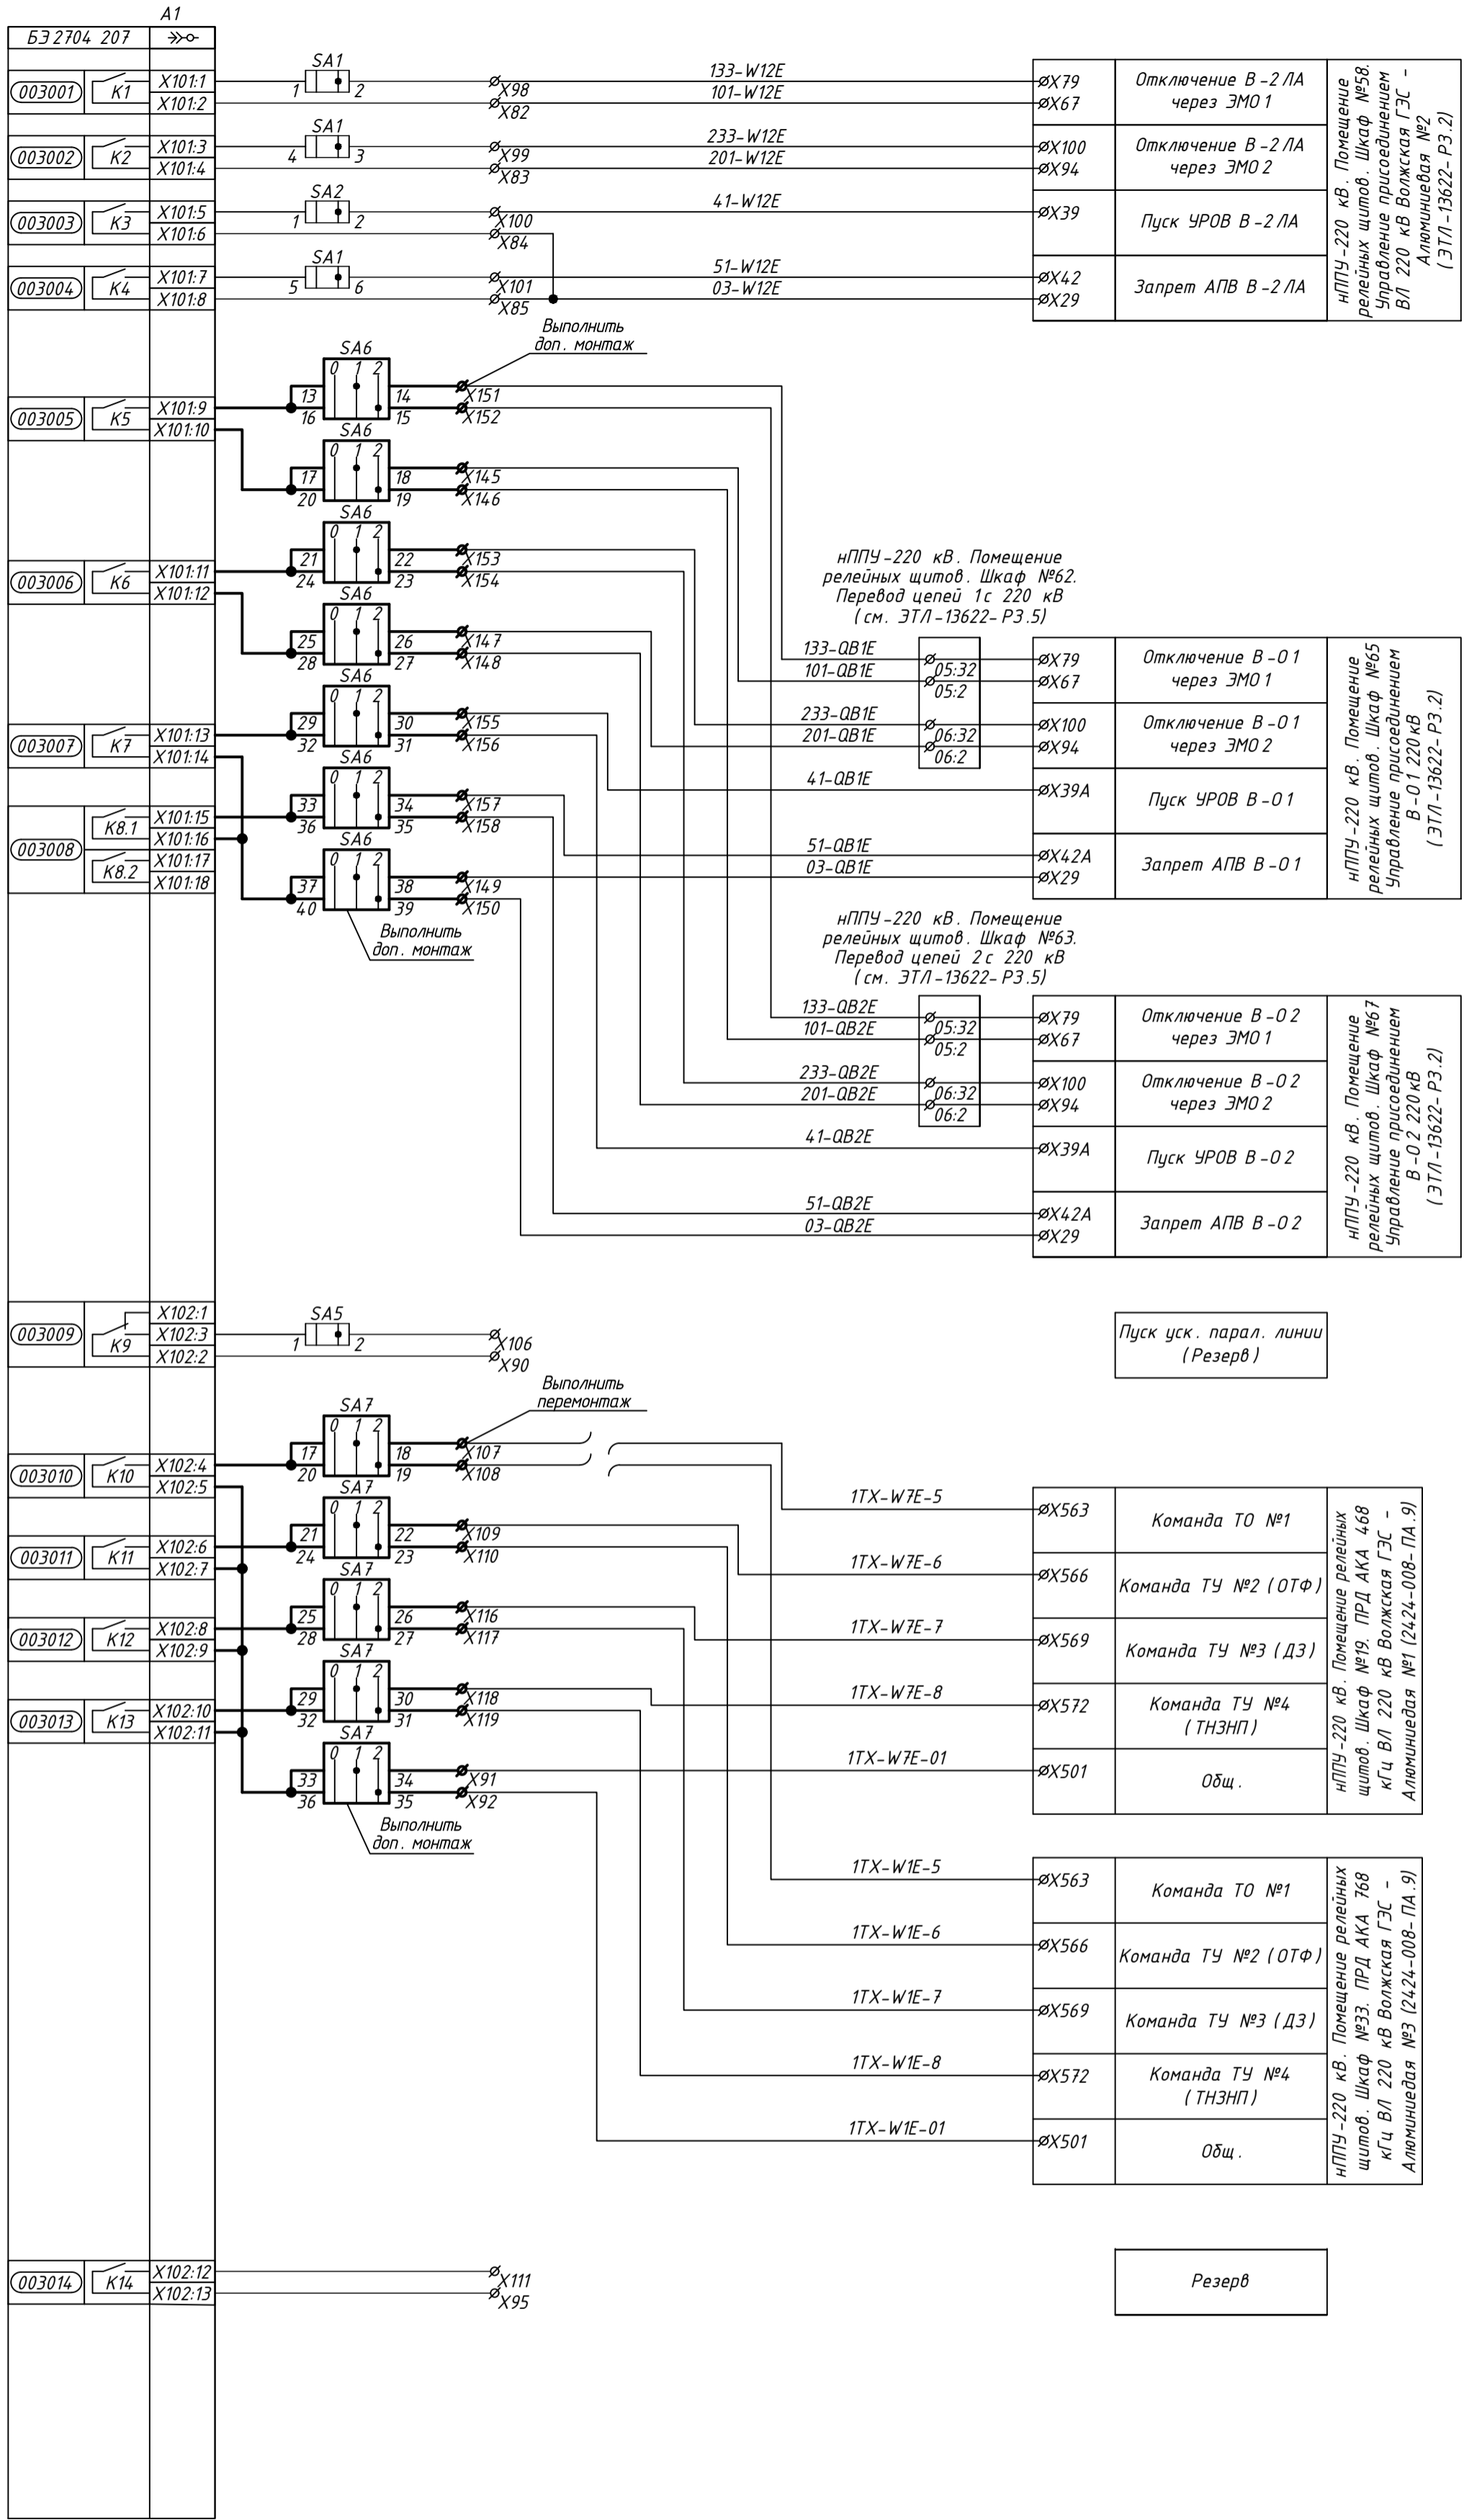 A1
БЭ 2704 207
003001
K1
X101:1
X101:2
SA1
1
2
X98
X82
133-W12E
101-W12E
X79
X67
Отключение В-2 ЛА
через ЭМО 1
003002
K2
X101:3
X101:4
SA1
4
3
X99
X83
233-W12E
201-W12E
X100
X94
Отключение В-2 ЛА
через ЭМО 2
003003
K3
X101:5
X101:6
SA2
1
2
X100
X84
41-W12E
X39
Пуск УРОВ В-2 ЛА
003004
K4
X101:7
X101:8
SA1
5
6
X101
X85
51-W12E
03-W12E
X42
X29
Запрет АПВ В-2 ЛА
нППУ-220 кВ. Помещение
релейных щитов. Шкаф №58.
Управление присоединением
ВЛ 220 кВ Волжская ГЭС -
Алюминиевая №2
(ЭТЛ-13622-РЗ.2)
Выполнить
доп. монтаж
003005
K5
X101:9
X101:10
SA6
0 1 2
13
16
14
15
X151
X152
SA6
0 1 2
17
20
18
19
X145
X146
003006
K6
X101:11
X101:12
SA6
0 1 2
21
24
22
23
X153
X154
SA6
0 1 2
25
28
26
27
X147
X148
003007
K7
X101:13
X101:14
SA6
0 1 2
29
32
30
31
X155
X156
003008
K8.1
K8.2
X101:15
X101:16
X101:17
X101:18
SA6
0 1 2
33
36
34
35
X157
X158
SA6
0 1 2
37
40
38
39
X149
X150
Выполнить
доп. монтаж
нППУ-220 кВ. Помещение
релейных щитов. Шкаф №62.
Перевод цепей 1с 220 кВ
(см. ЭТЛ-13622-РЗ.5)
133-QB1E
101-QB1E
05:32
05:2
X79
X67
Отключение В-О 1
через ЭМО 1
233-QB1E
201-QB1E
06:32
06:2
X100
X94
Отключение В-О 1
через ЭМО 2
41-QB1E
X39A
Пуск УРОВ В-О 1
51-QB1E
03-QB1E
X42A
X29
Запрет АПВ В-О 1
нППУ-220 кВ. Помещение
релейных щитов. Шкаф №65
Управление присоединением
В-О 1 220кВ
(ЭТЛ-13622-РЗ.2)
нППУ-220 кВ. Помещение
релейных щитов. Шкаф №63.
Перевод цепей 2с 220 кВ
(см. ЭТЛ-13622-РЗ.5)
133-QB2E
101-QB2E
05:32
05:2
X79
X67
Отключение В-О 2
через ЭМО 1
233-QB2E
201-QB2E
06:32
06:2
X100
X94
Отключение В-О 2
через ЭМО 2
41-QB2E
X39A
Пуск УРОВ В-О 2
51-QB2E
03-QB2E
X42A
X29
Запрет АПВ В-О 2
нППУ-220 кВ. Помещение
релейных щитов. Шкаф №67
Управление присоединением
В-О 2 220кВ
(ЭТЛ-13622-РЗ.2)
003009
K9
X102:1
X102:3
X102:2
SA5
1
2
X106
X90
Пуск уск. парал. линии
(Резерв)
Выполнить
перемонтаж
003010
K10
X102:4
X102:5
SA7
0 1 2
17
20
18
19
X107
X108
003011
K11
X102:6
X102:7
SA7
0 1 2
21
24
22
23
X109
X110
003012
K12
X102:8
X102:9
SA7
0 1 2
25
28
26
27
X116
X117
003013
K13
X102:10
X102:11
SA7
0 1 2
29
32
30
31
X118
X119
SA7
0 1 2
33
36
34
35
X91
X92
Выполнить
доп. монтаж
1TX-W7E-5
X563
Команда ТО №1
1TX-W7E-6
X566
Команда ТУ №2 (ОТФ)
1TX-W7E-7
X569
Команда ТУ №3 (ДЗ)
1TX-W7E-8
X572
Команда ТУ №4
(ТНЗНП)
1TX-W7E-01
X501
Общ.
нППУ-220 кВ. Помещение релейных
щитов. Шкаф №19. ПРД АКА 468
кГц ВЛ 220 кВ Волжская ГЭС -
Алюминиедая №1 (2424-008-ПА.9)
1TX-W1E-5
X563
Команда ТО №1
1TX-W1E-6
X566
Команда ТУ №2 (ОТФ)
1TX-W1E-7
X569
Команда ТУ №3 (ДЗ)
1TX-W1E-8
X572
Команда ТУ №4
(ТНЗНП)
1TX-W1E-01
X501
Общ.
нППУ-220 кВ. Помещение релейных
щитов. Шкаф №33. ПРД АКА 768
кГц ВЛ 220 кВ Волжская ГЭС -
Алюминиедая №3 (2424-008-ПА.9)
003014
K14
X102:12
X102:13
X111
X95
Резерв